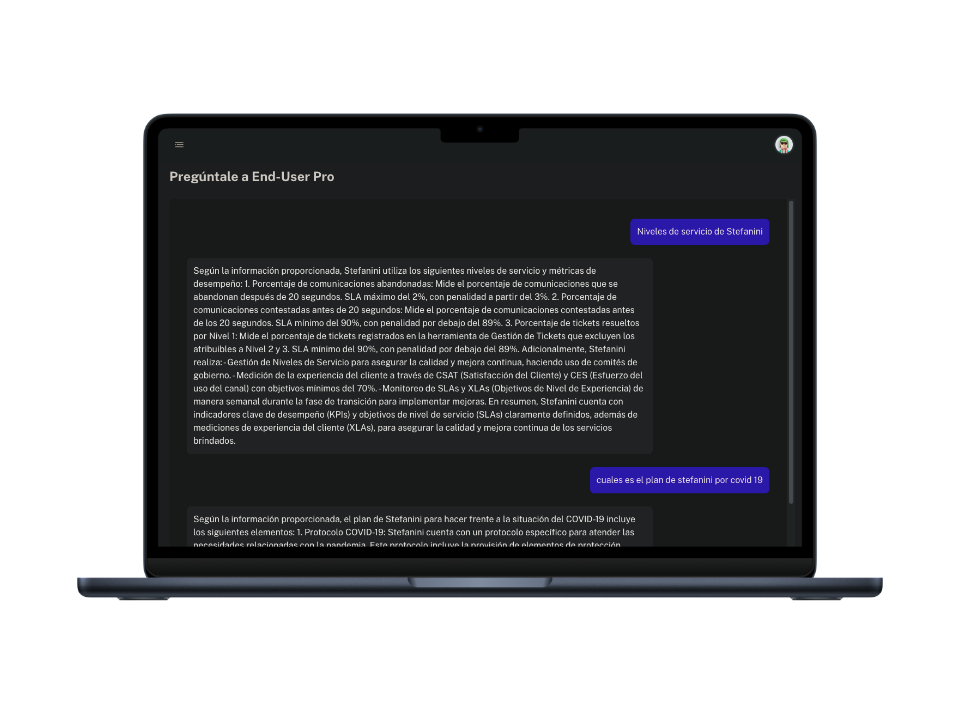 Pregúntale a End-User Pro
Niveles de servicio de Stefanini
Según la información proporcionada, Stefanini utiliza los siguientes niveles de servicio y métricas de
desempeño: 1. Porcentaje de comunicaciones abandonadas: Mide el porcentaje de comunicaciones que se
abandonan después de 20 segundos. SLA máximo del 2%, con penalidad a partir del 3%. 2. Porcentaje de
comunicaciones contestadas antes de 20 segundos: Mide el porcentaje de comunicaciones contestadas antes
de los 20 segundos. SLA mínimo del 90%, con penalidad por debajo del 89%. 3. Porcentaje de tickets resueltos
por Nivel 1: Mide el porcentaje de tickets registrados en la herramienta de Gestión de Tickets que excluyen los
atribuibles a Nivel 2 y 3. SLA mínimo del 90%, con penalidad por debajo del 89%. Adicionalmente, Stefanini
realiza: - Gestión de Niveles de Servicio para asegurar la calidad y mejora continua, haciendo uso de comités de
gobierno. - Medición de la experiencia del cliente a través de CSAT (Satisfacción del Cliente) y CES (Esfuerzo del
uso del canal) con objetivos mínimos del 70%. - Monitoreo de SLAs y XLAs (Objetivos de Nivel de Experiencia) de
manera semanal durante la fase de transición para implementar mejoras. En resumen, Stefanini cuenta con
indicadores clave de desempeño (KPIs) y objetivos de nivel de servicio (SLAs) claramente definidos, además de
mediciones de experiencia del cliente (XLAs), para asegurar la calidad y mejora continua de los servicios
brindados.
cuales es el plan de stefanini por covid 19
Según la información proporcionada, el plan de Stefanini para hacer frente a la situación del COVID-19 incluye
los siguientes elementos: 1. Protocolo COVID-19: Stefanini cuenta con un protocolo específico para atender las
necesidades relacionadas con la pandemia. Este protocolo incluye la provisión de elementos de protección